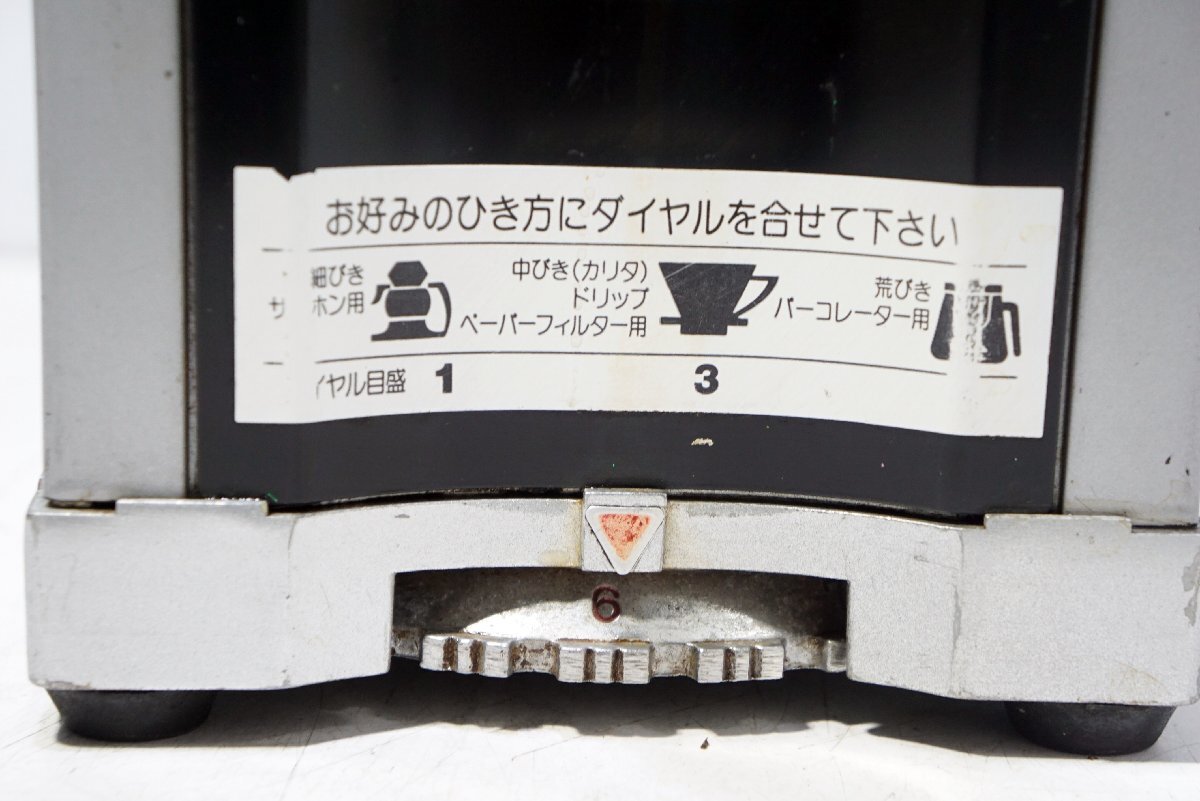 お好みのひき方にダイヤルを合せて下さい
細びき
サ ホン用
中びき(カリタ)
ドリップ
ペーパーフィルター用
荒びき
パーコレーター用
イヤル目盛 1 3
6